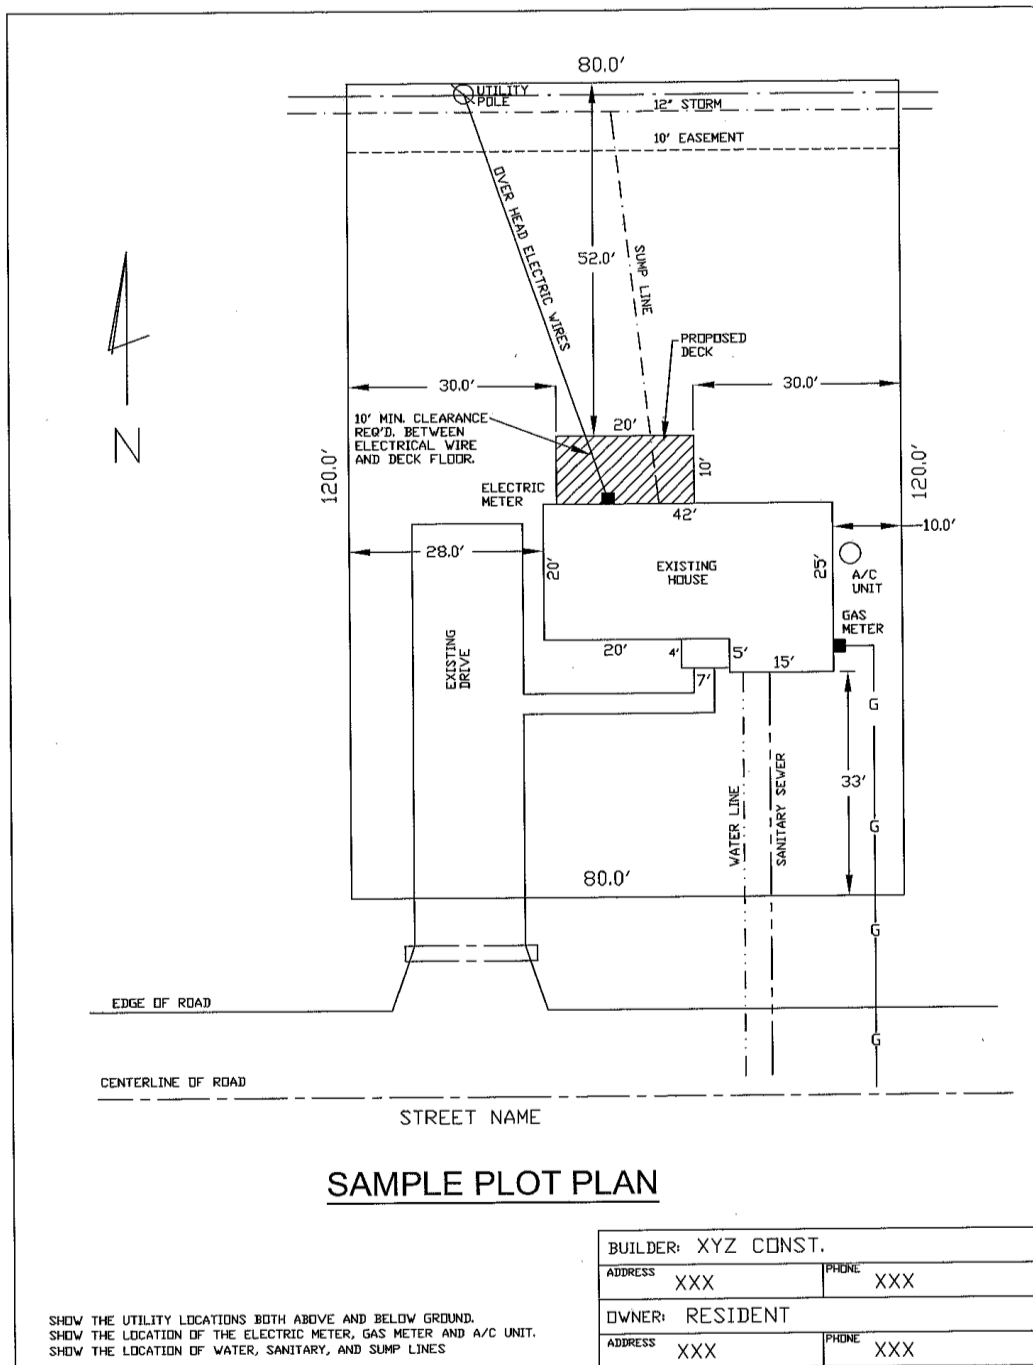 80.0'
UTILITY
POLE
12" STORM
10' EASEMENT
OVER HEAD ELECTRIC WIRES
52.0'
SUMP LINE
PROPOSED
DECK
30.0'
30.0'
10' MIN. CLEARANCE
REQ'D. BETWEEN
ELECTRICAL WIRE
AND DECK FLOOR.
20'
10'
N
120.0'
120.0'
ELECTRIC
METER
42'
10.0'
28.0'
20'
EXISTING
HOUSE
25'
A/C
UNIT
GAS
METER
EXISTING
DRIVE
20'
4'
5'
15'
7'
G
WATER LINE
SANITARY SEWER
33'
G
80.0'
G
EDGE OF ROAD
G
CENTERLINE OF ROAD
STREET NAME
SAMPLE PLOT PLAN
BUILDER: XYZ CONST.
ADDRESS XXX PHONE XXX
OWNER: RESIDENT
ADDRESS XXX PHONE XXX
SHOW THE UTILITY LOCATIONS BOTH ABOVE AND BELOW GROUND.
SHOW THE LOCATION OF THE ELECTRIC METER, GAS METER AND A/C UNIT.
SHOW THE LOCATION OF WATER, SANITARY, AND SUMP LINES